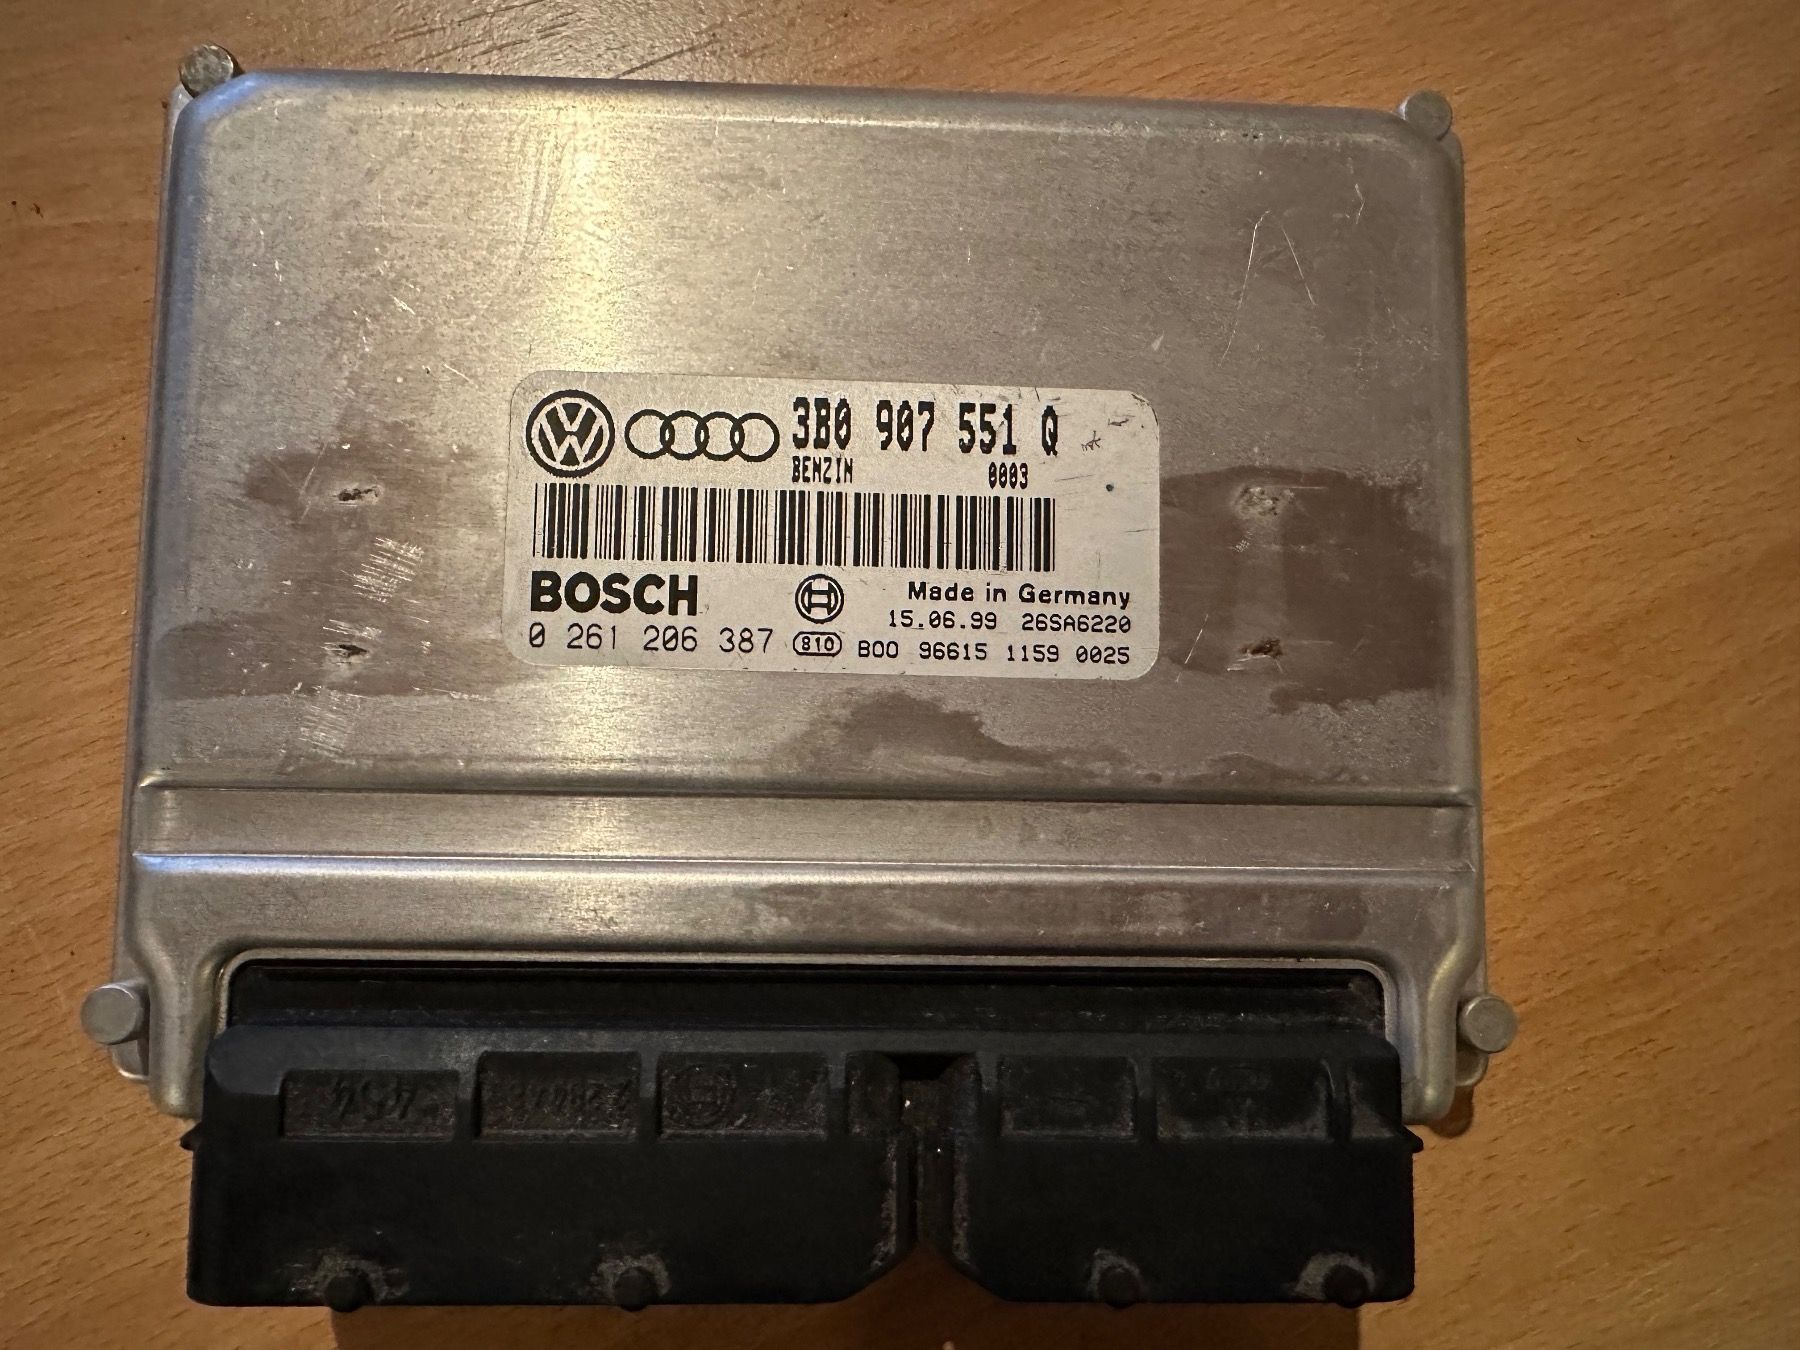 3B0 907 551 Q
BENZIN 0003
BOSCH
Made in Germany
15.06.99 26SA6220
0 261 206 387 810 B00 96615 1159 0025
454